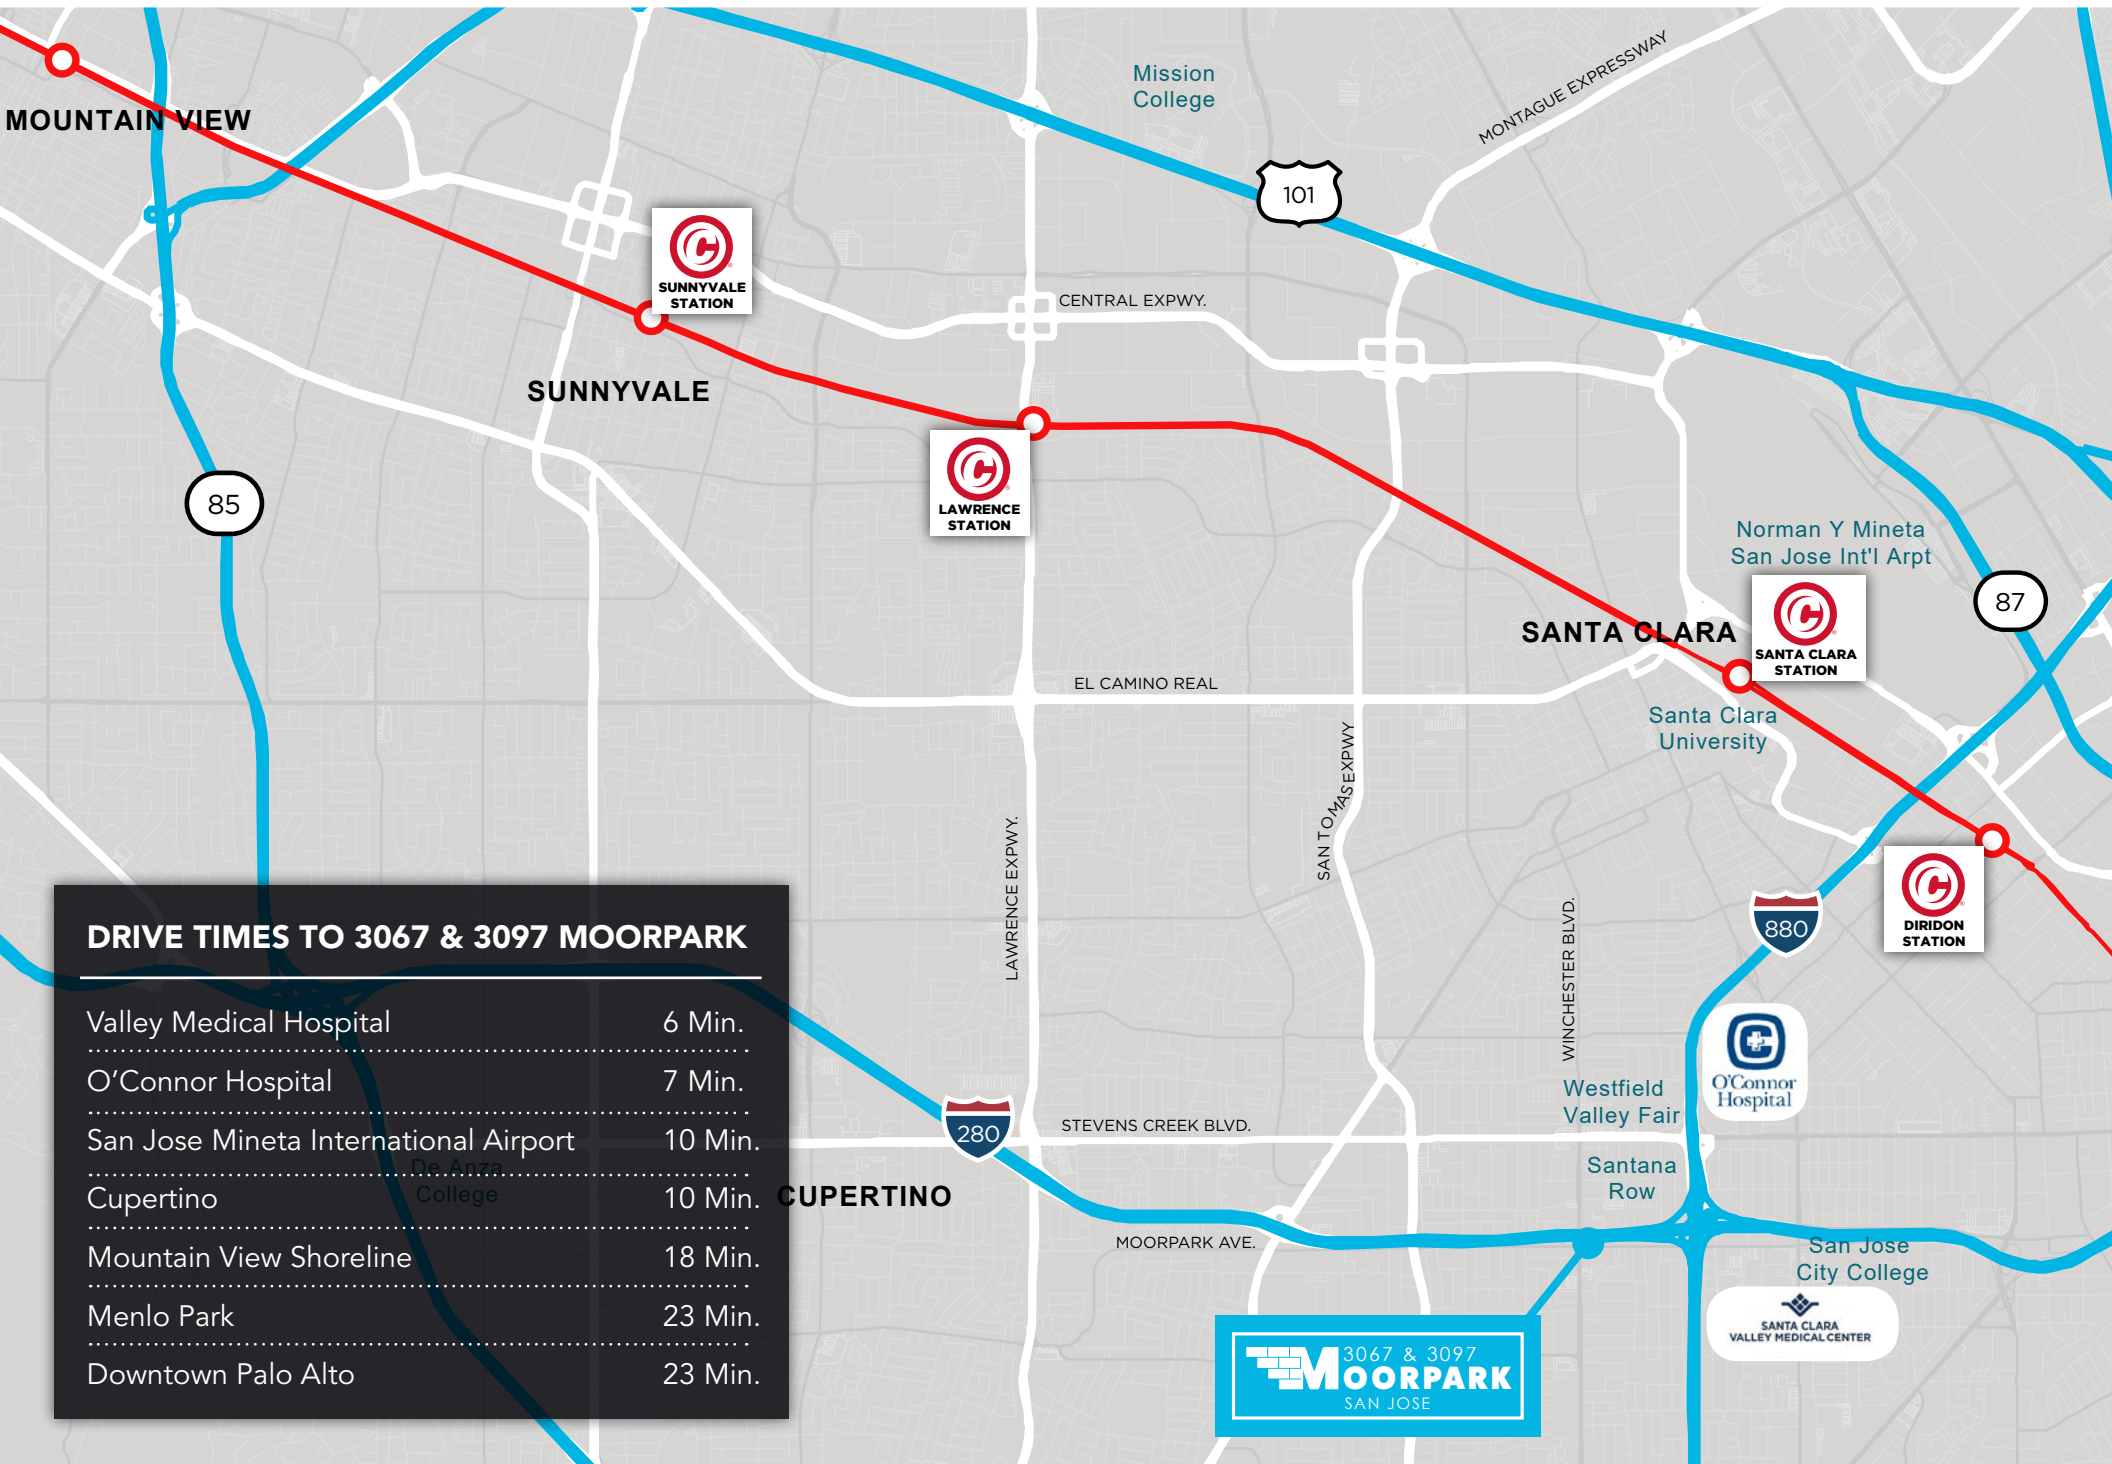 Mission
College
MONTAGUE EXPRESSWAY
MOUNTAIN VIEW
101
SUNNYVALE
STATION
CENTRAL EXPWY.
SUNNYVALE
85
LAWRENCE
STATION
Norman Y Mineta
San Jose Int'l Arpt
87
SANTA CLARA
SANTA CLARA
STATION
EL CAMINO REAL
Santa Clara
University
SAN TOMAS EXPWY
LAWRENCE EXPWY.
WINCHESTER BLVD.
880
DIRIDON
STATION
DRIVE TIMES TO 3067 & 3097 MOORPARK
Valley Medical Hospital 6 Min.
O’Connor Hospital 7 Min.
San Jose Mineta International Airport 10 Min.
Cupertino 10 Min.
Mountain View Shoreline 18 Min.
Menlo Park 23 Min.
Downtown Palo Alto 23 Min.
De Anza
College
O'Connor
Hospital
Westfield
Valley Fair
280
STEVENS CREEK BLVD.
Santana
Row
CUPERTINO
MOORPARK AVE.
San Jose
City College
SANTA CLARA
VALLEY MEDICAL CENTER
3067 & 3097
MOORPARK
SAN JOSE